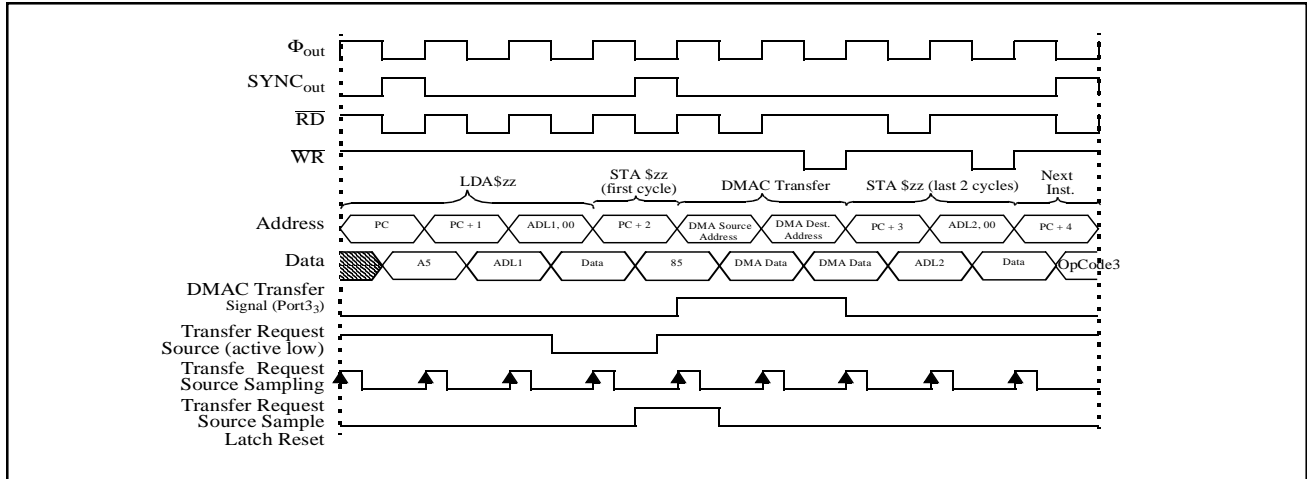 Φout
SYNCout
RD
WR
LDA$zz
STA $zz
(first cycle)
DMAC Transfer
STA $zz (last 2 cycles)
Next
Inst.
Address
PC
PC + 1
ADL1, 00
PC + 2
DMA Source
Address
DMA Dest.
Address
PC + 3
ADL2, 00
PC + 4
Data
A5
ADL1
Data
85
DMA Data
DMA Data
ADL2
Data
OpCode3
DMAC Transfer
Signal (Port33)
Transfer Request
Source (active low)
Transfe Request
Source Sampling
Transfer Request
Source Sample
Latch Reset